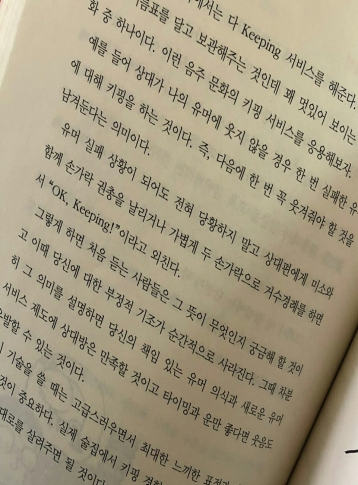 에서는 다 Keeping 서비스를 해준다.
름표를 달고 보관해주는 것인데 꽤 멋있어 보이는
화 중 하나이다. 이런 음주 문화의 키핑 서비스를 응용해보자.
예를 들어 상대가 나의 유머에 웃지 않을 경우 한 번 실패한 유
에 대해 키핑을 하는 것이다. 즉, 다음에 한 번 꼭 웃겨줘야 할 것을
남겨둔다는 의미이다.
유머 실패 상황이 되어도 전혀 당황하지 말고 상대편에게 미소와
함께 손가락 권총을 날리거나 가볍게 두 손가락으로 거수경례를 하면
서 “OK, Keeping!”이라고 외친다.
그렇게 하면 처음 듣는 사람들은 그 뜻이 무엇인지 궁금해 할 것이
고 이때 당신에 대한 부정적 기조가 순간적으로 사라진다. 그때 차분
히 그 의미를 설명하면 당신의 책임 있는 유머 의식과 새로운 유머
서비스 제도에 상대방은 만족할 것이고 타이밍과 운만 좋다면 웃음도
유발할 수 있는 것이다.
기술을 쓸 때는 고급스러우면서 최대한 느끼한 표정
것이 중요하다. 실제 술집에서 키핑
대로를 살려주면 될 것이다